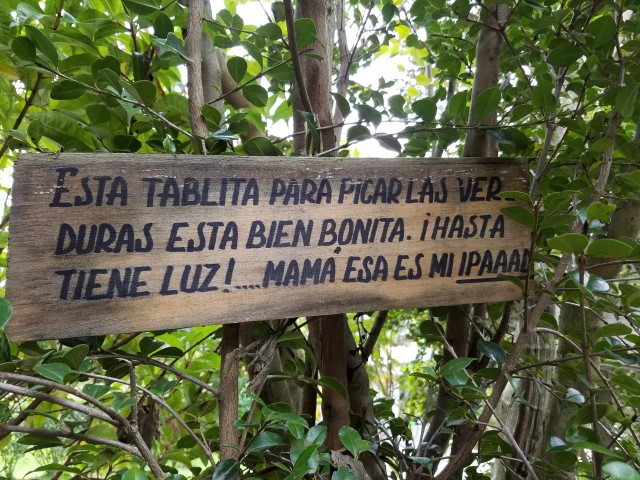 ESTA TABLITA PARA PICAR LAS VER-
DURAS ESTA BIEN BONITA. ¡HASTA
TIENE LUZ!.... MAMÁ ESA ES MI IPAAAD